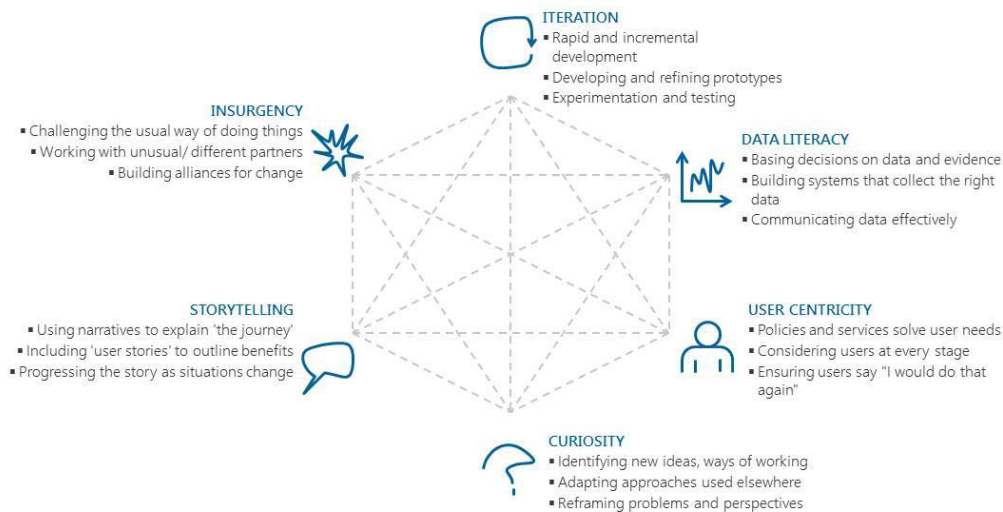 ITERATION
▪ Rapid and incremental
development
▪ Developing and refining prototypes
▪ Experimentation and testing
INSURGENCY
▪ Challenging the usual way of doing things
▪ Working with unusual/ different partners
▪ Building alliances for change
DATA LITERACY
▪ Basing decisions on data and evidence
▪ Building systems that collect the right
data
▪ Communicating data effectively
STORYTELLING
▪ Using narratives to explain 'the journey'
▪ Including 'user stories' to outline benefits
▪ Progressing the story as situations change
USER CENTRICITY
▪ Policies and services solve user needs
▪ Considering users at every stage
▪ Ensuring users say "I would do that
again"
CURIOSITY
▪ Identifying new ideas, ways of working
▪ Adapting approaches used elsewhere
▪ Reframing problems and perspectives